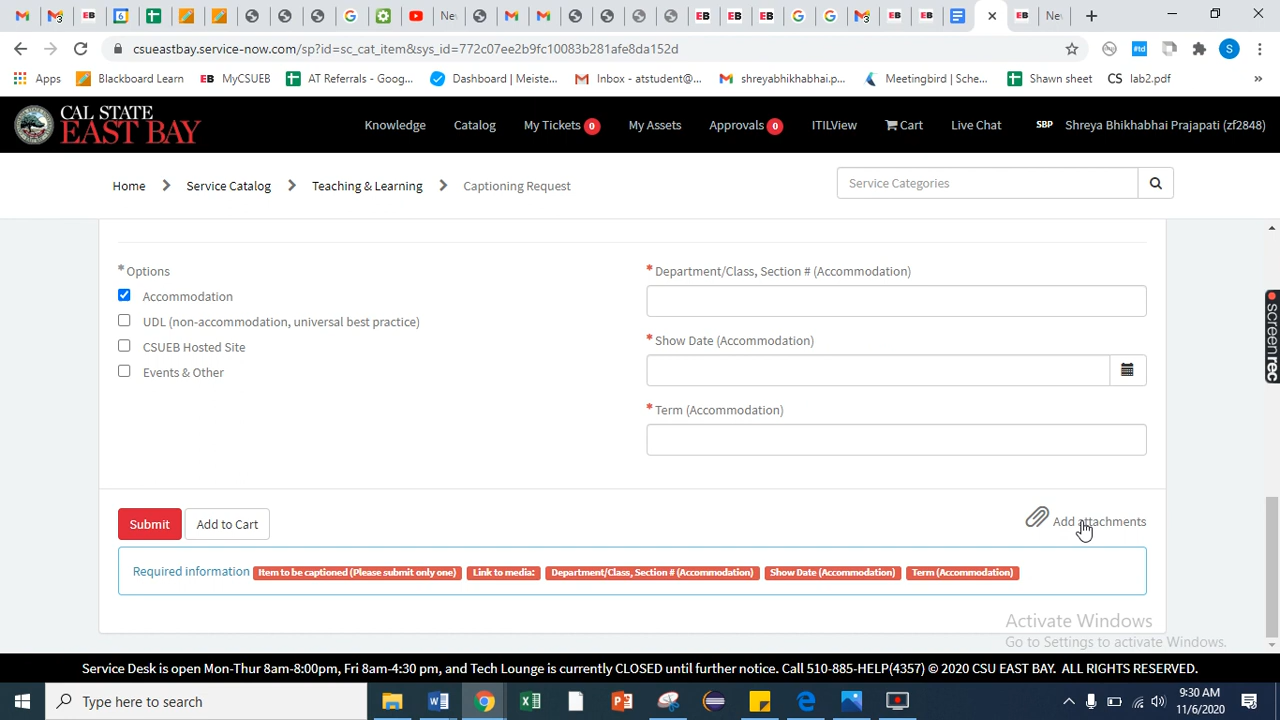 Ne
Ne
csueastbay.service-now.com/sp?id=sc_cat_item&sys_id=772c07ee2b9fc10083b281afe8da152d
S
Apps
Blackboard Learn
EB MyCSUEB
AT Referrals - Goog...
Dashboard | Meiste...
Inbox - atstudent@...
shreyabhikhabhai.p...
Meetingbird | Sche...
Shawn sheet
CS lab2.pdf
»
CAL STATE
EAST BAY
Knowledge
Catalog
My Tickets 0
My Assets
Approvals 0
ITILView
Cart
Live Chat
SBP
Shreya Bhikhabhai Prajapati (zf2848)
Home
Service Catalog
Teaching & Learning
Captioning Request
Service Categories
* Options
Accommodation
UDL (non-accommodation, universal best practice)
CSUEB Hosted Site
Events & Other
* Department/Class, Section # (Accommodation)
* Show Date (Accommodation)
* Term (Accommodation)
screenrec
Submit
Add to Cart
Add attachments
Required information Item to be captioned (Please submit only one) Link to media: Department/Class, Section # (Accommodation) Show Date (Accommodation) Term (Accommodation)
Activate Windows
Go to Settings to activate Windows.
Service Desk is open Mon-Thur 8am-8:00pm, Fri 8am-4:30 pm, and Tech Lounge is currently CLOSED until further notice. Call 510-885-HELP(4357) © 2020 CSU EAST BAY. ALL RIGHTS RESERVED.
Type here to search
9:30 AM
11/6/2020